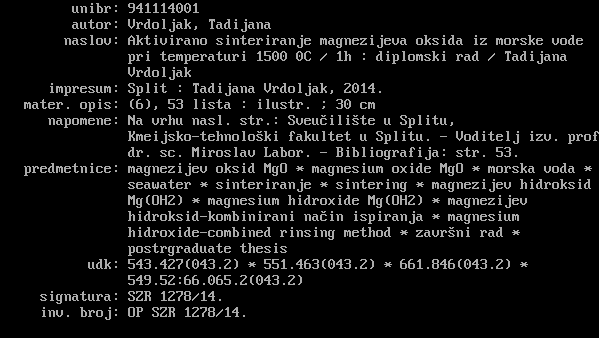 unibr: 941114001
autor: Vrdoljak, Tadijana
naslov: Aktivirano sinteriranje magnezijeva oksida iz morske vode
pri temperaturi 1500 0C / 1h : diplomski rad / Tadijana
Vrdoljak
impresum: Split : Tadijana Vrdoljak, 2014.
mater. opis: (6), 53 lista : ilustr. ; 30 cm
napomene: Na vrhu nasl. str.: Sveučilište u Splitu,
Kmeijsko-tehnološki fakultet u Splitu. - Voditelj izv. prof
dr. sc. Miroslav Labor. - Bibliografija: str. 53.
predmetnice: magnezijev oksid MgO * magnesium oxide MgO * morska voda *
seawater * sinteriranje * sintering * magnezijev hidroksid
Mg(OH2) * magnesium hidroxide Mg(OH2) * magnezijev
hidroksid-kombinirani način ispiranja * magnesium
hidroxide-combined rinsing method * završni rad *
postrgraduate thesis
udk: 543.427(043.2) * 551.463(043.2) * 661.846(043.2) *
549.52:66.065.2(043.2)
signatura: SZR 1278/14.
inv. broj: OP SZR 1278/14.